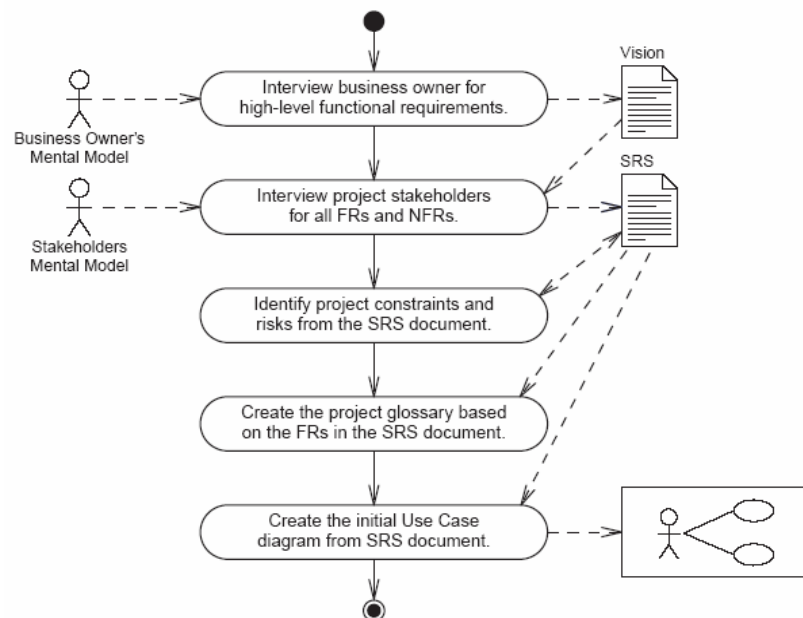 Vision
Interview business owner for
high-level functional requirements.
Business Owner's
Mental Model
SRS
Interview project stakeholders
for all FRs and NFRs.
Stakeholders
Mental Model
Identify project constraints and
risks from the SRS document.
Create the project glossary based
on the FRs in the SRS document.
Create the initial Use Case
diagram from SRS document.